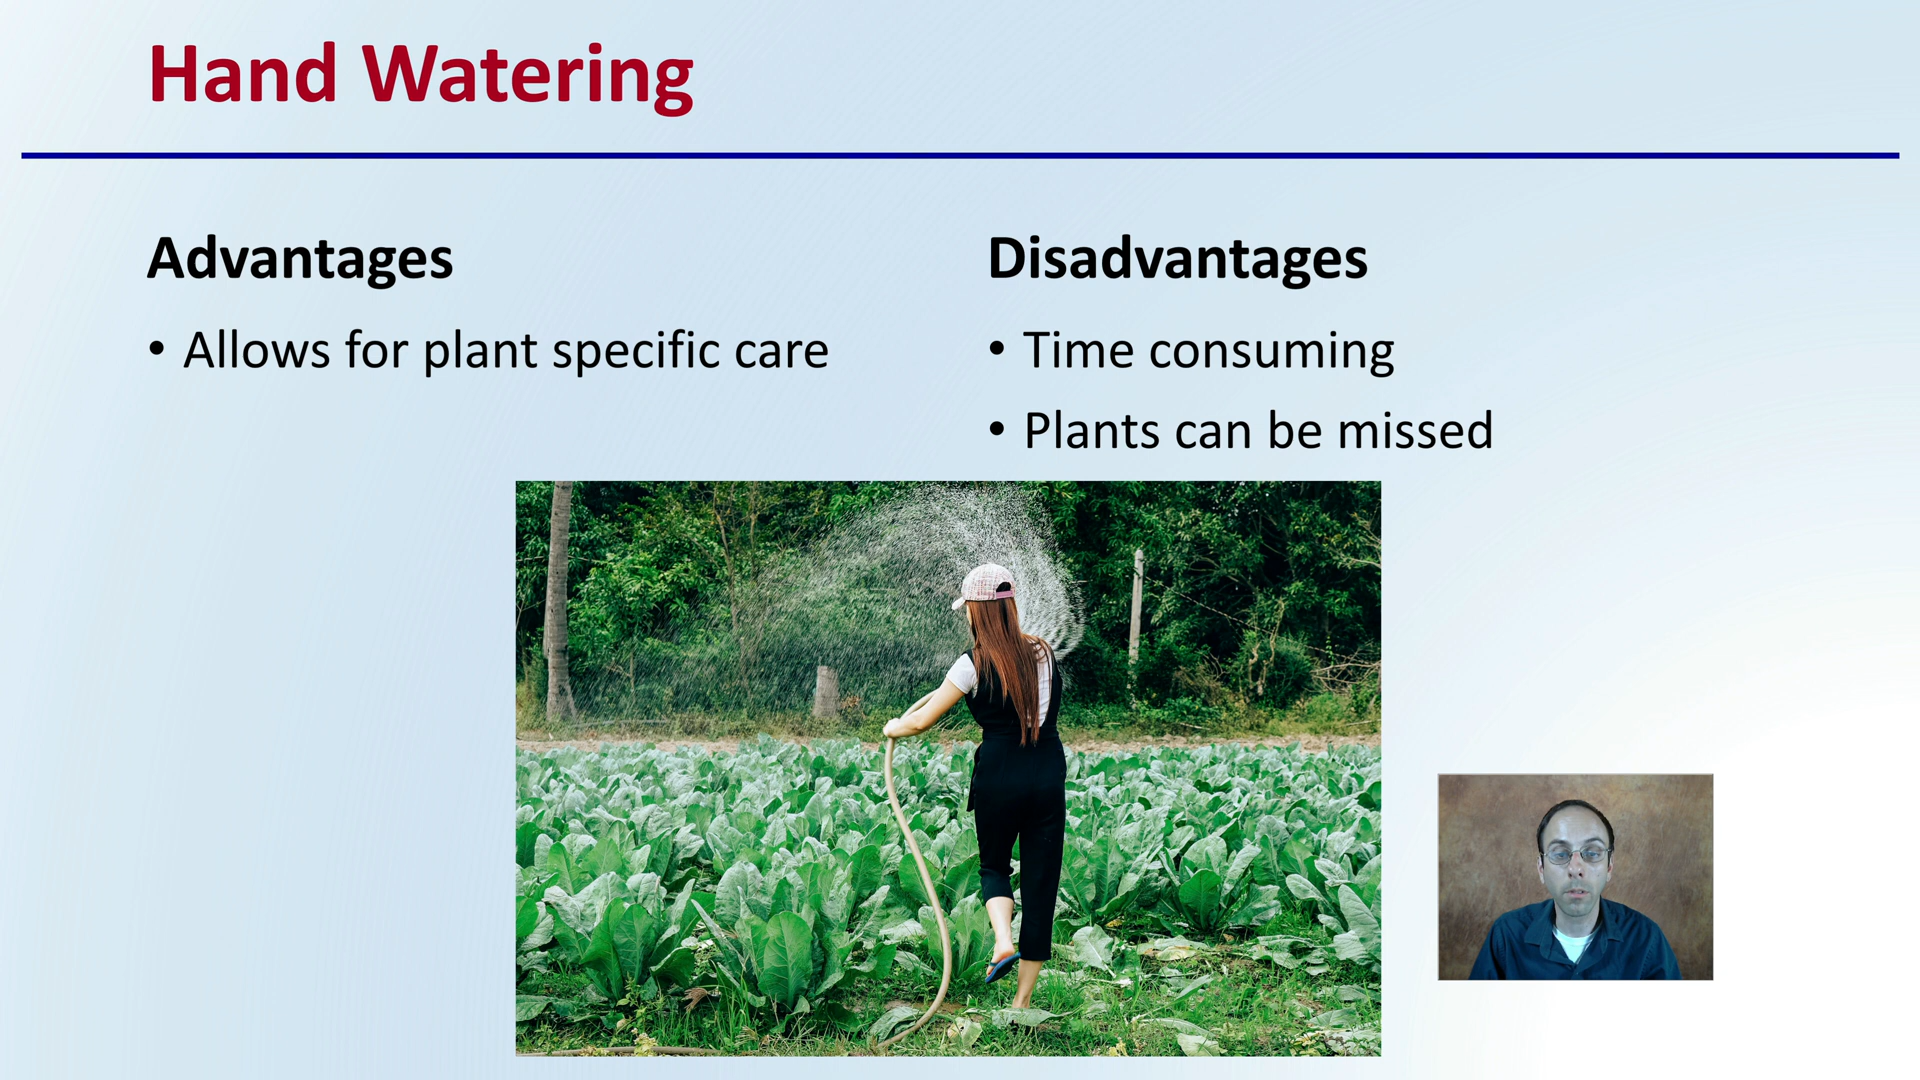 Hand Watering
Advantages
• Allows for plant specific care
Disadvantages
• Time consuming
• Plants can be missed